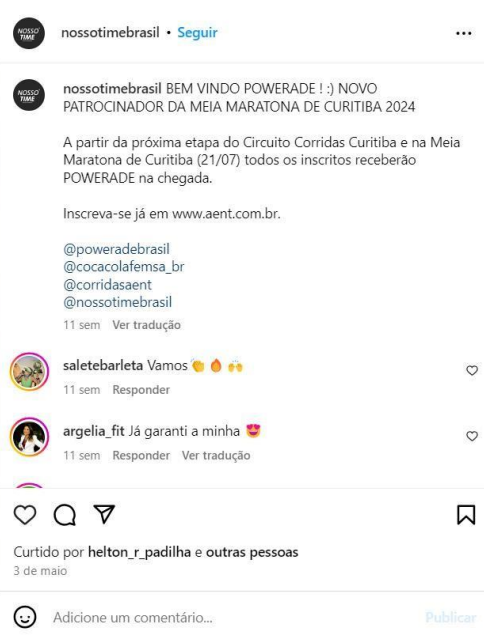 NOSSO
TIME
nossotimebrasil • Seguir
NOSSO
TIME
nossotimebrasil BEM VINDO POWERADE ! :) NOVO
PATROCINADOR DA MEIA MARATONA DE CURITIBA 2024
A partir da próxima etapa do Circuito Corridas Curitiba e na Meia
Maratona de Curitiba (21/07) todos os inscritos receberão
POWERADE na chegada.
Inscreva-se já em www.aent.com.br.
@poweradebrasil
@cocacolafemsa_br
@corridasaent
@nossotimebrasil
11 sem Ver tradução
saletebarleta Vamos 👏🔥🙌
11 sem Responder
argelia_fit Já garanti a minha 😍
11 sem Responder Ver tradução
Curtido por helton_r_padilha e outras pessoas
3 de maio
Adicione um comentário... Publicar